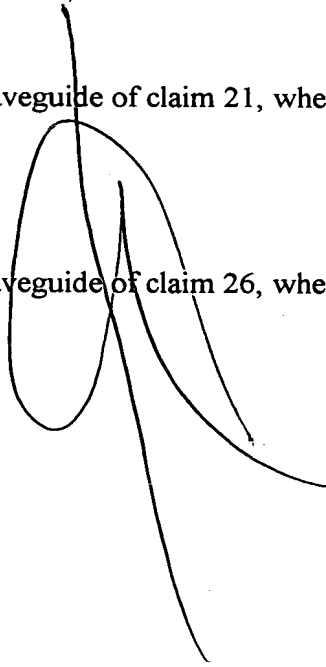 veguide of claim 21, whe
veguide of claim 26, whe